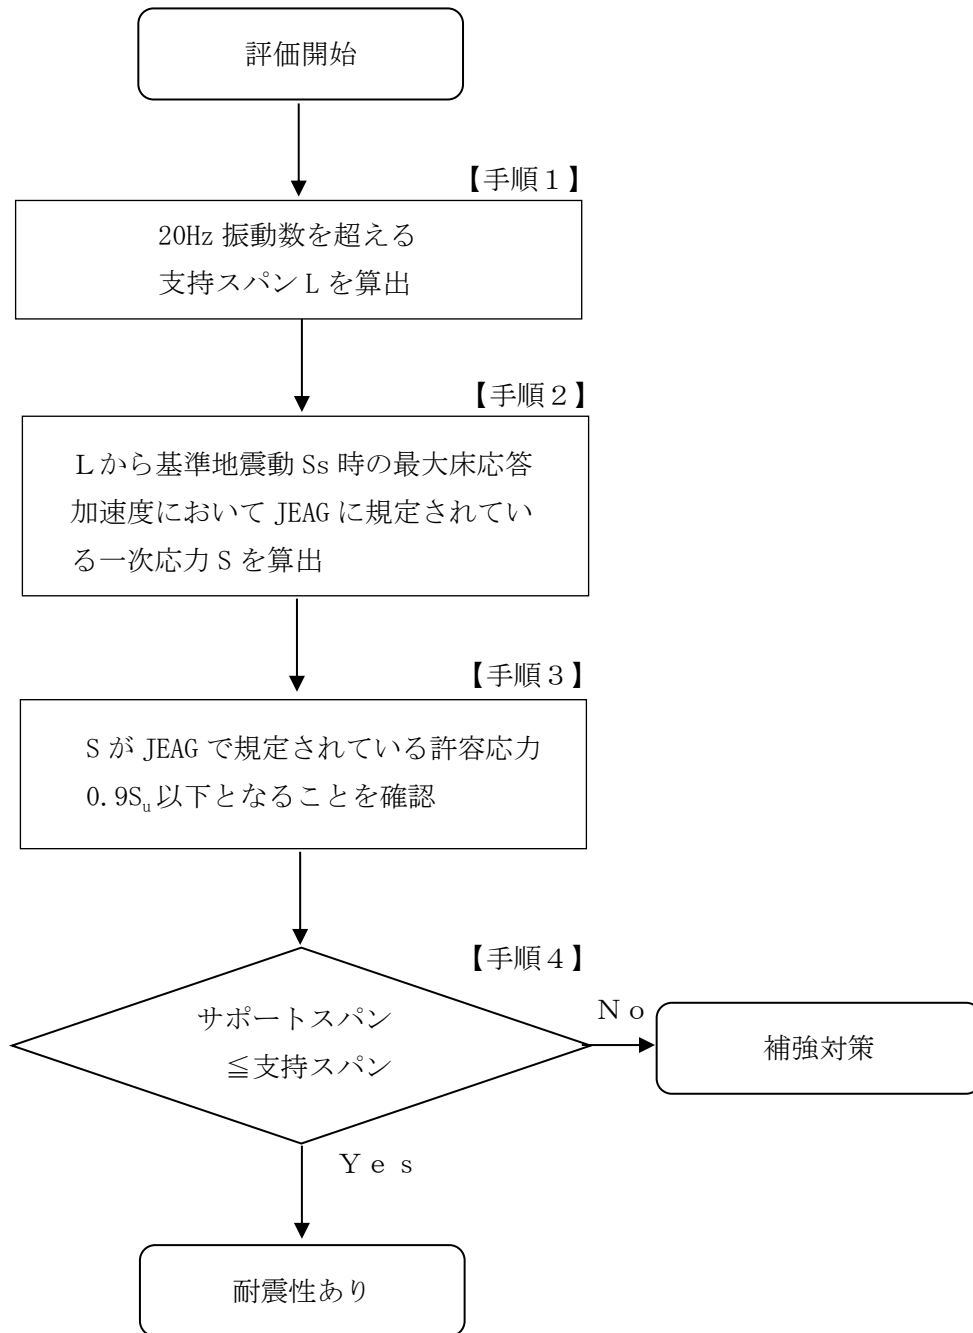 評価開始
【手順１】
20Hz 振動数を超える
支持スパン L を算出
【手順２】
Ｌから基準地震動 Ss 時の最大床応答
加速度において JEAG に規定されてい
る一次応力 S を算出
【手順３】
S が JEAG で規定されている許容応力
0.9Su以下となることを確認
【手順４】
サポートスパン
≦支持スパン
Ｎｏ
補強対策
Ｙｅｓ
耐震性あり